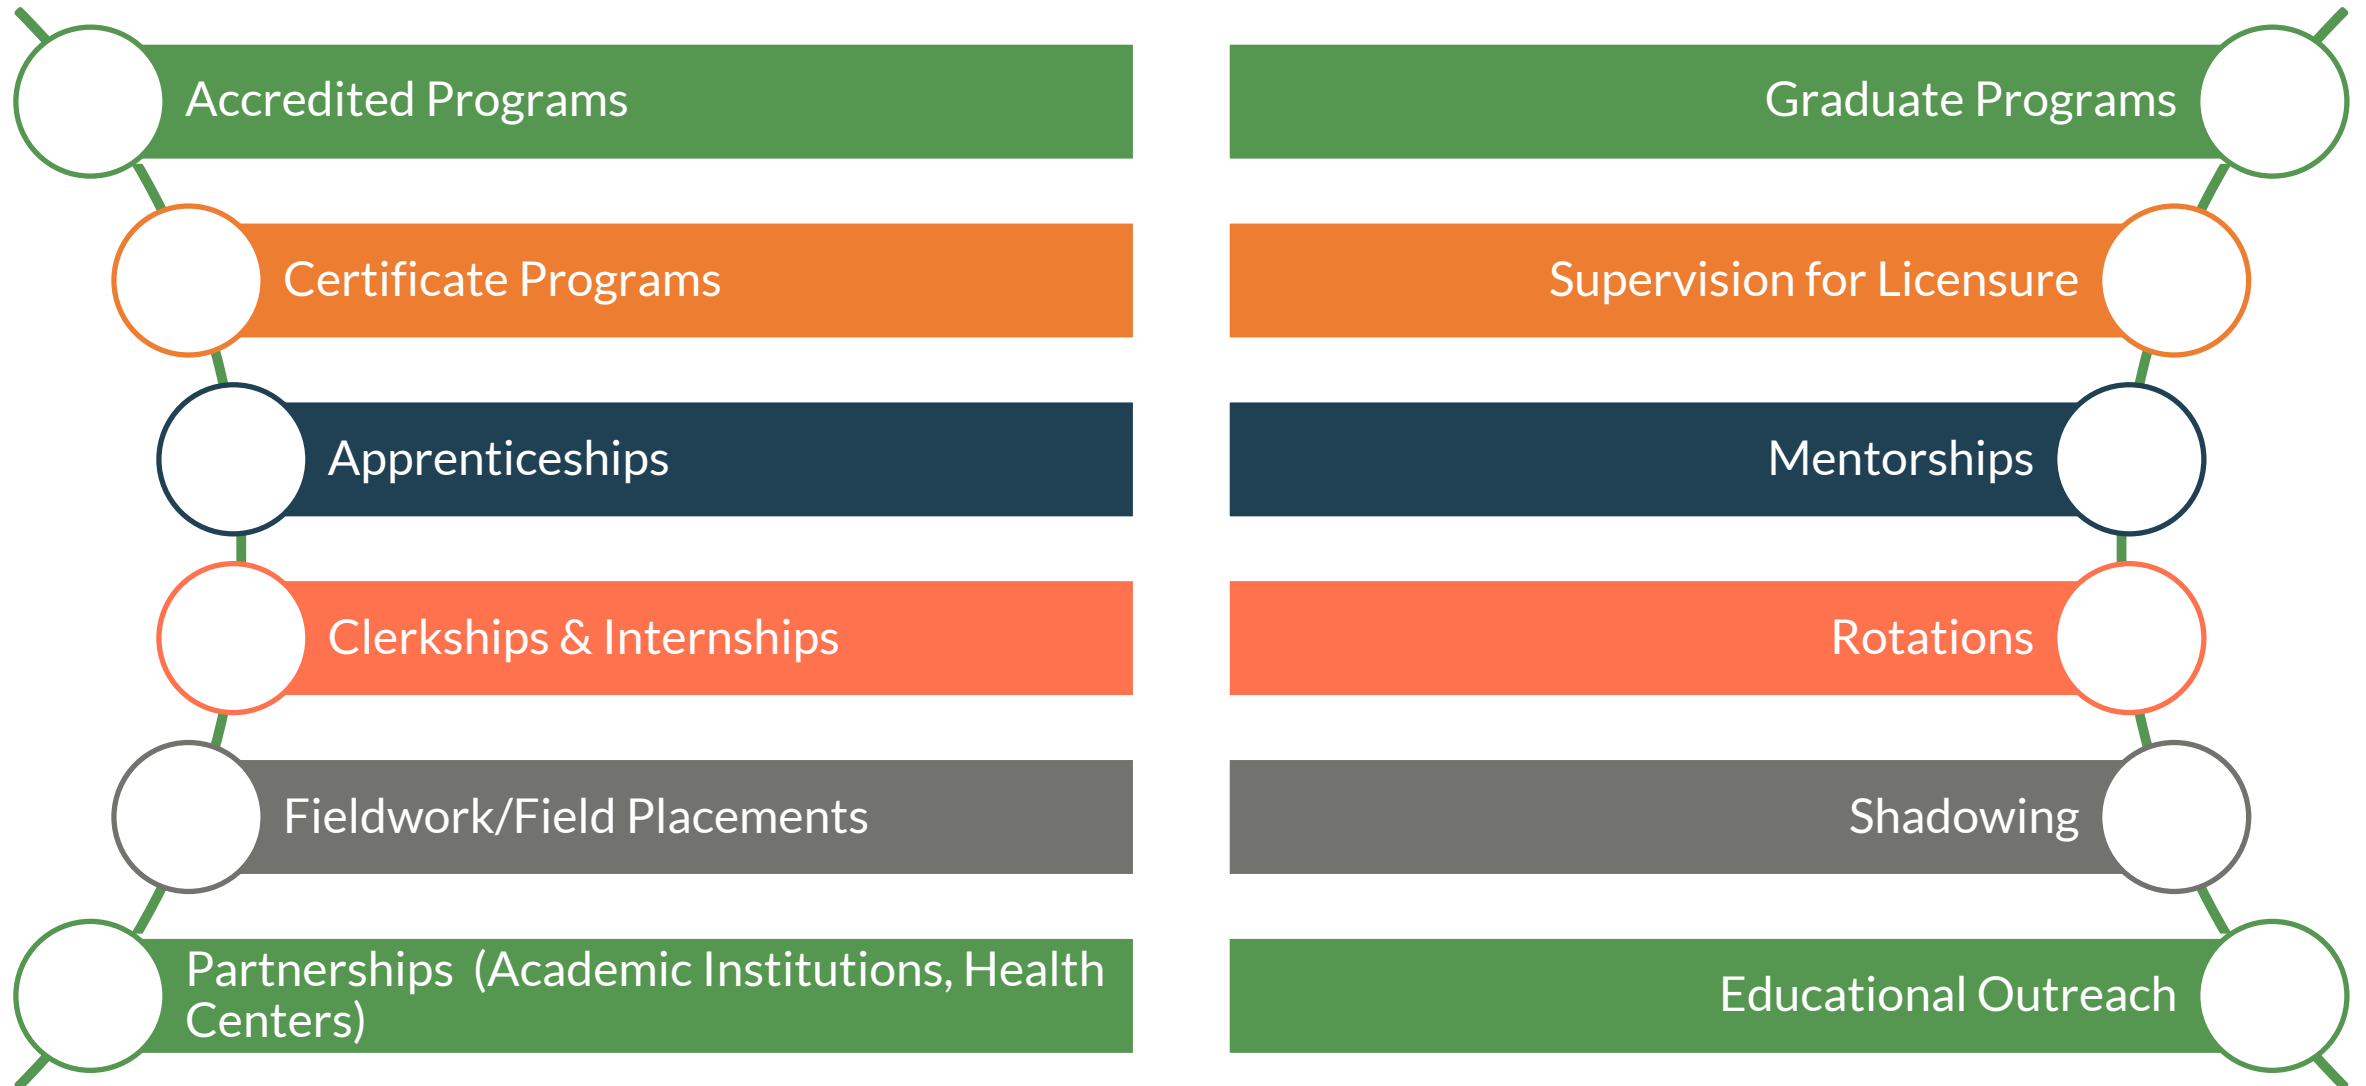 Accredited Programs
Certificate Programs
Apprenticeships
Clerkships & Internships
Fieldwork/Field Placements
Partnerships  (Academic Institutions, Health
Centers)
Graduate Programs
Supervision for Licensure
Mentorships
Rotations
Shadowing
Educational Outreach